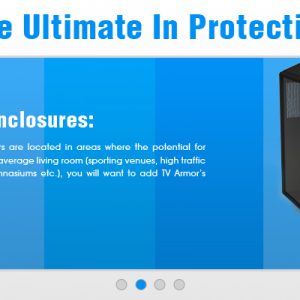 e Ultimate In Protecti
nclosures:
rs are located in areas where the potential for
average living room (sporting venues, high traffic
nnasiums etc.), you will want to add TV Armor's